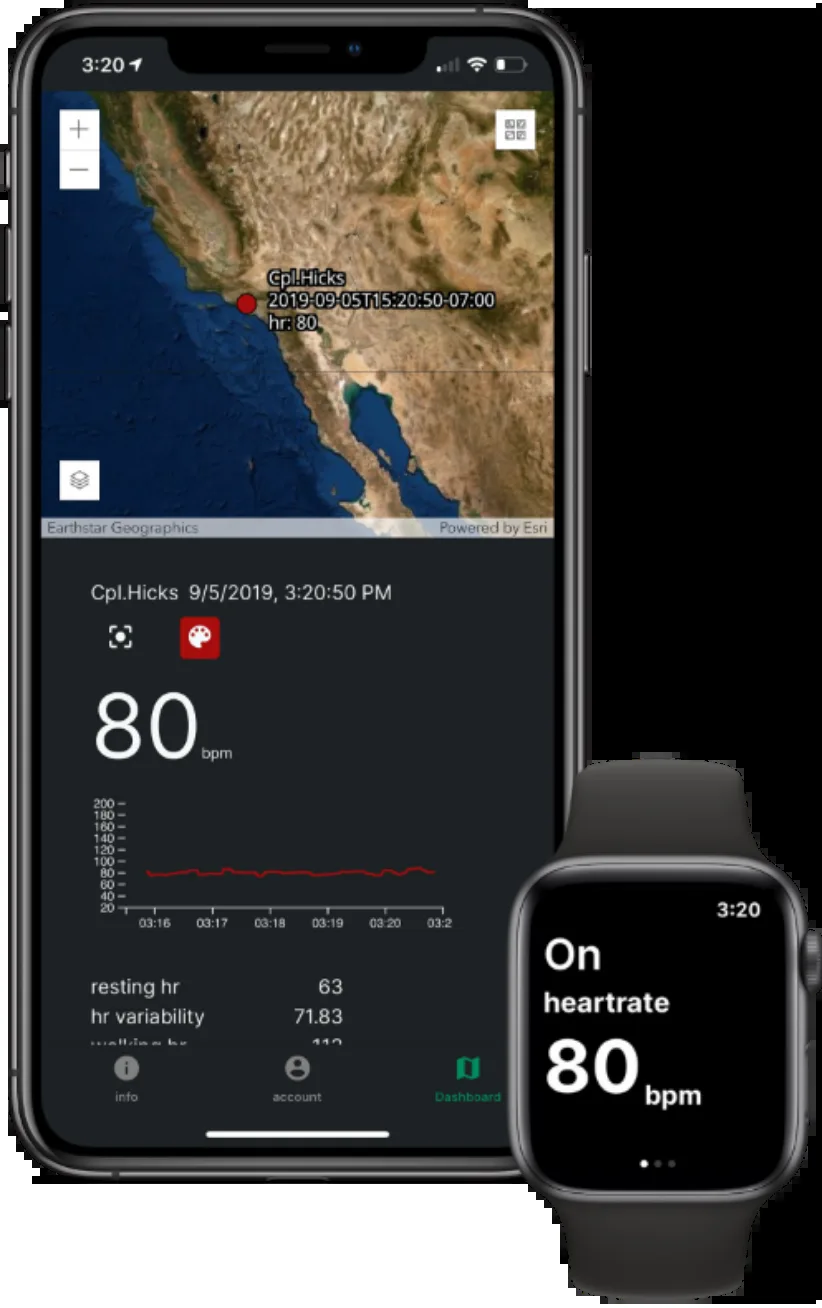 3:20
Cpl.Hicks
2019-09-05T15:20:50-07:00
hr: 80
Earthstar Geographics Powered by Esri
Cpl.Hicks 9/5/2019, 3:20:50 PM
80 bpm
200
180
160
140
120
100
80
60
40
20
03:16 03:17 03:18 03:19 03:20 03:2
resting hr 63
hr variability 71.83
info account Dashboard
3:20
On
heartrate
80 bpm